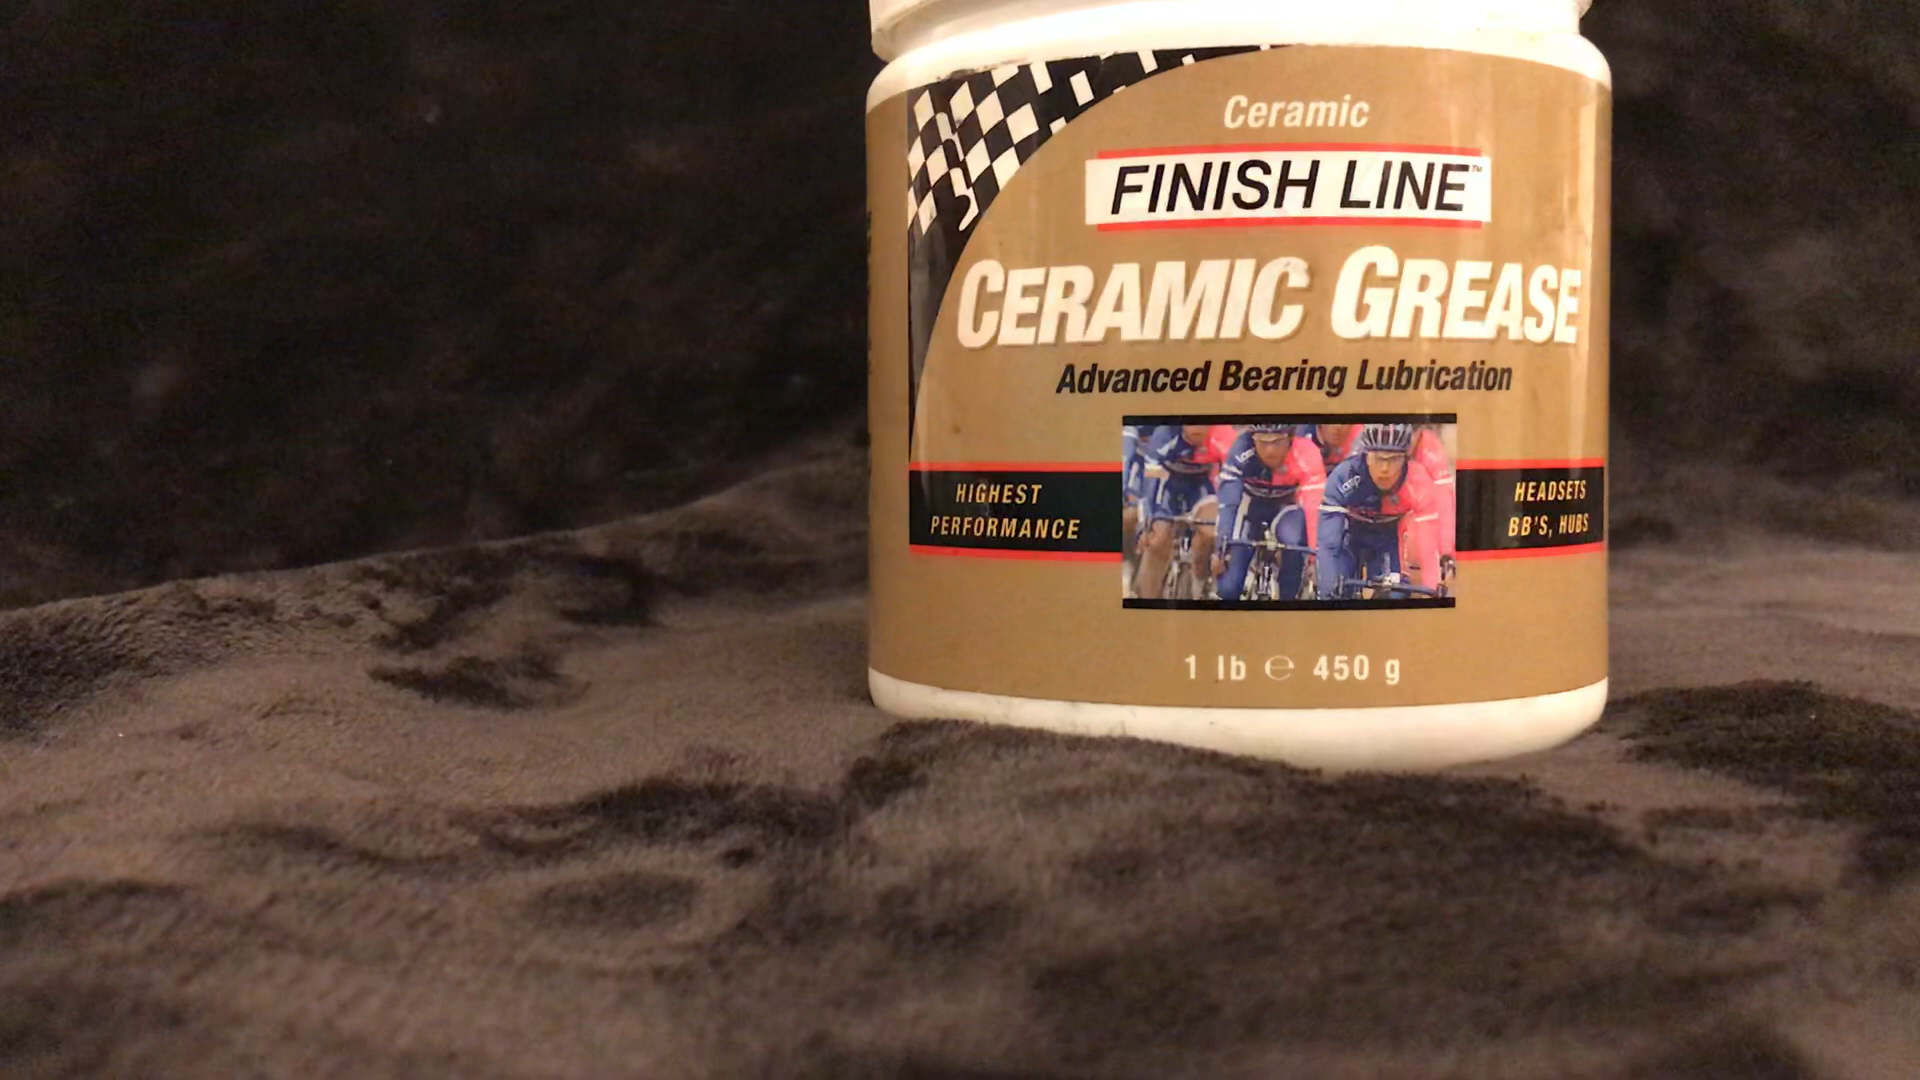 Ceramic
FINISH LINE™
CERAMIC GREASE
Advanced Bearing Lubrication
HIGHEST
PERFORMANCE
HEADSETS
BB'S, HUBS
1 lb ℮ 450 g